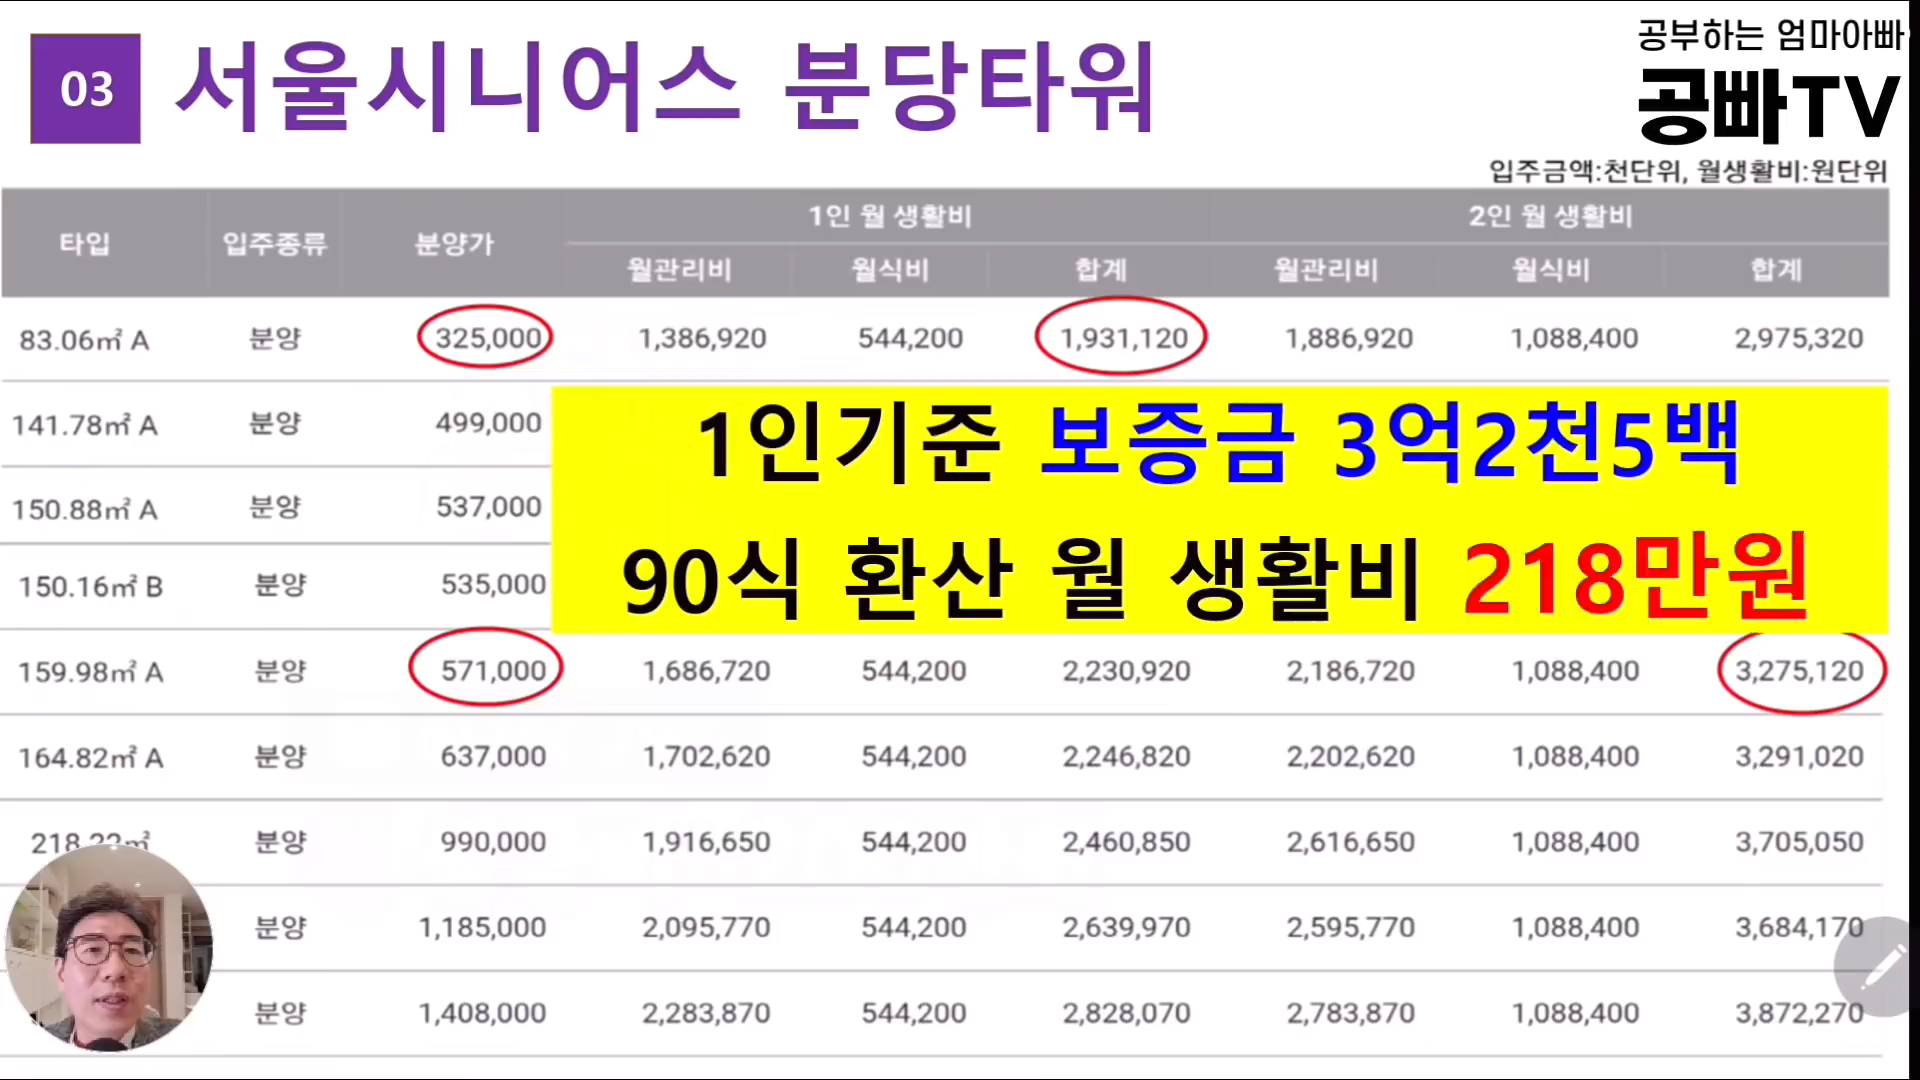 03 서울시니어스 분당타워
공부하는 엄마아빠
공빠TV
입주금액:천단위, 월생활비:원단위
타입 입주종류 분양가 1인 월 생활비 2인 월 생활비
월관리비 월식비 합계 월관리비 월식비 합계
83.06㎡ A 분양 325,000 1,386,920 544,200 1,931,120 1,886,920 1,088,400 2,975,320
141.78㎡ A 분양 499,000
1인기준 보증금 3억2천5백
150.88㎡ A 분양 537,000
90식 환산 월 생활비 218만원
150.16㎡ B 분양 535,000
159.98㎡ A 분양 571,000 1,686,720 544,200 2,230,920 2,186,720 1,088,400 3,275,120
164.82㎡ A 분양 637,000 1,702,620 544,200 2,246,820 2,202,620 1,088,400 3,291,020
분양 990,000 1,916,650 544,200 2,460,850 2,616,650 1,088,400 3,705,050
분양 1,185,000 2,095,770 544,200 2,639,970 2,595,770 1,088,400 3,684,170
분양 1,408,000 2,283,870 544,200 2,828,070 2,783,870 1,088,400 3,872,270